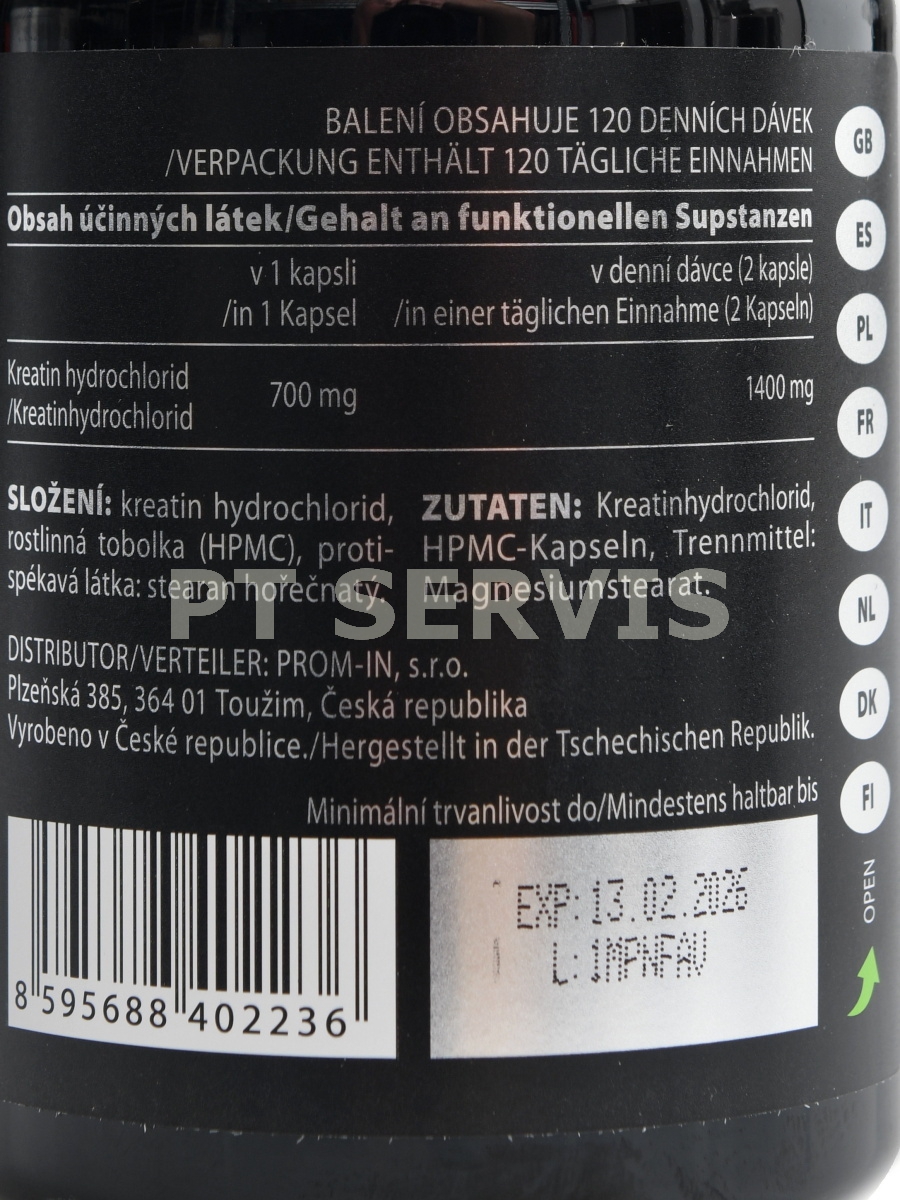 BALENÍ OBSAHUJE 120 DENNÍCH DÁVEK
/VERPACKUNG ENTHÄLT 120 TÄGLICHE EINNAHMEN
Obsah účinných látek/Gehalt an funktionellen Supstanzen
v 1 kapsli
/in 1 Kapsel
v denní dávce (2 kapsle)
/in einer täglichen Einnahme (2 Kapseln)
Kreatin hydrochlorid
/Kreatinhydrochlorid
700 mg
1400 mg
SLOŽENÍ: kreatin hydrochlorid,
rostlinná tobolka (HPMC), proti-
spékavá látka: stearan hořečnatý.
ZUTATEN: Kreatinhydrochlorid,
HPMC-Kapseln, Trennmittel:
Magnesiumstearat.
PT SERVIS
DISTRIBUTOR/VERTEILER: PROM-IN, s.r.o.
Plzeňská 385, 364 01 Toužim, Česká republika
Vyrobeno v České republice./Hergestellt in der Tschechischen Republik.
Minimální trvanlivost do/Mindestens haltbar bis
8 595688 402236
EXP: 13.02.2026
L: 1MPNFAV
GB
ES
PL
FR
IT
NL
DK
FI
OPEN